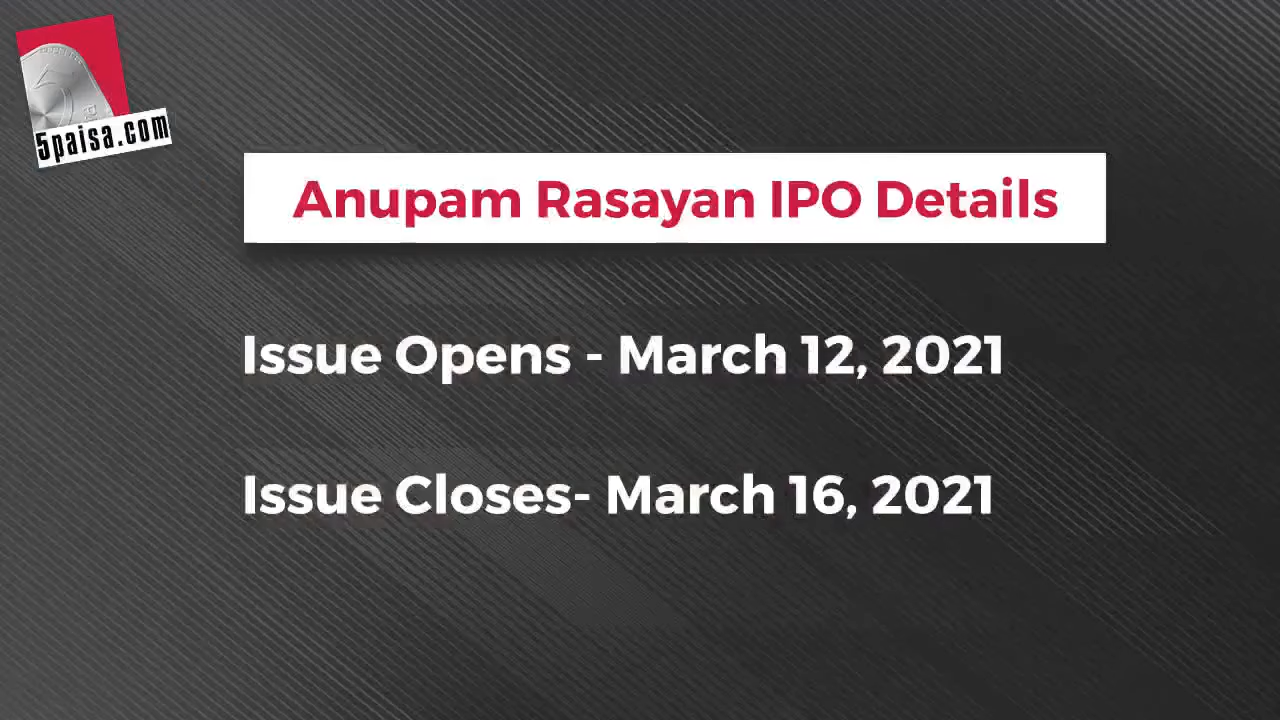 5paisa.com
Anupam Rasayan IPO Details
Issue Opens - March 12, 2021
Issue Closes- March 16, 2021